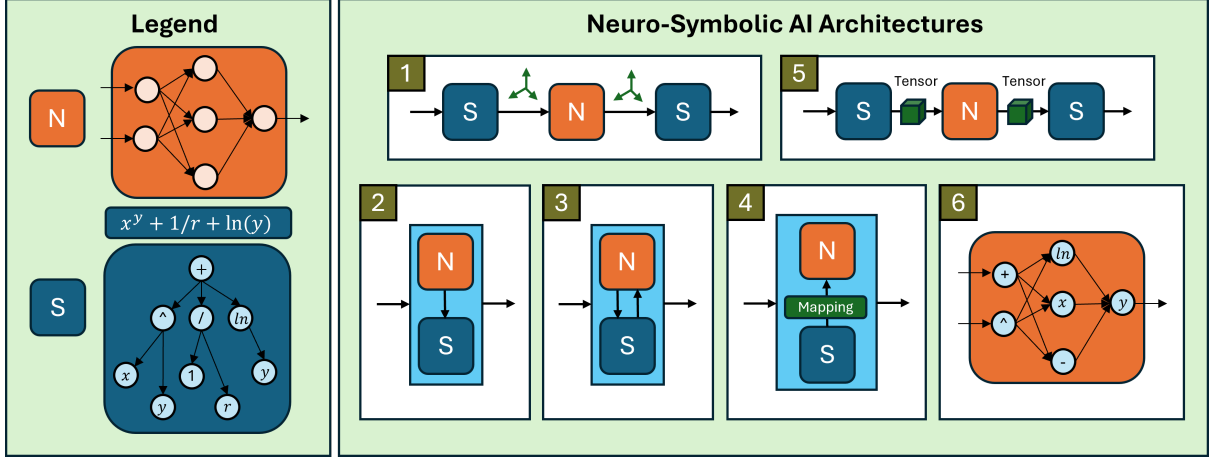 Legend
N
x^y + 1/r + ln(y)
S
+
^ / ln
x 1 y
y r
Neuro-Symbolic AI Architectures
1
S N S
5
Tensor Tensor
S N S
2
N
S
3
N
S
4
N
Mapping
S
6
ln
+
x y
^
-